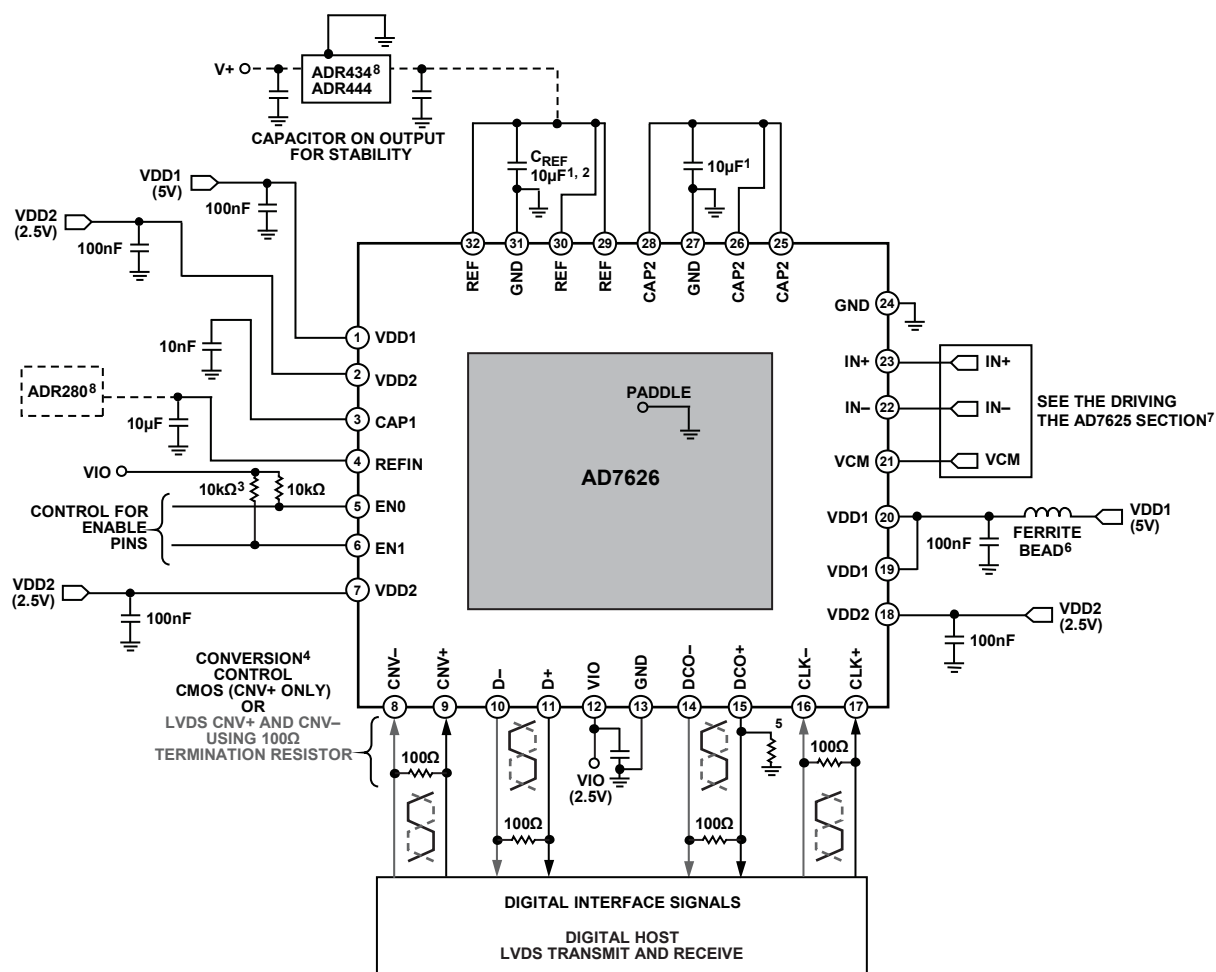 V+
ADR434⁸
ADR444
CAPACITOR ON OUTPUT
FOR STABILITY
VDD1
(5V)
100nF
VDD2
(2.5V)
100nF
CREF
10µF1, 2
10µF1
32
31
30
29
28
27
26
25
REF
GND
REF
REF
CAP2
GND
CAP2
CAP2
GND
24
1
VDD1
10nF
2
VDD2
ADR280⁸
3
CAP1
10µF
4
REFIN
VIO
10kΩ³
10kΩ
CONTROL FOR
ENABLE
PINS
5
EN0
6
EN1
VDD2
(2.5V)
7
VDD2
100nF
PADDLE
AD7626
IN+
23
IN+
IN–
22
IN–
SEE THE DRIVING
THE AD7625 SECTION⁷
VCM
21
VCM
VDD1
20
VDD1
(5V)
100nF
FERRITE
BEAD⁶
VDD1
19
VDD2
18
VDD2
(2.5V)
100nF
CONVERSION⁴
CONTROL
CMOS (CNV+ ONLY)
OR
LVDS CNV+ AND CNV–
USING 100Ω
TERMINATION RESISTOR
CNV–
CNV+
D–
D+
VIO
GND
DCO–
DCO+
CLK–
CLK+
8
9
10
11
12
13
14
15
16
17
5
100Ω
VIO
(2.5V)
100Ω
100Ω
100Ω
DIGITAL INTERFACE SIGNALS
DIGITAL HOST
LVDS TRANSMIT AND RECEIVE